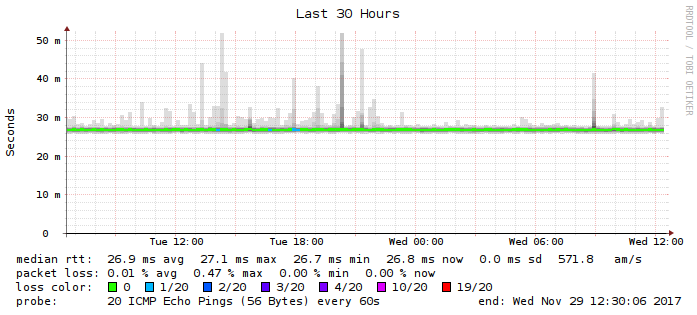 Last 30 Hours
RRDTOOL / TOBI OETIKER
Seconds
50 m
40 m
30 m
20 m
10 m
0
Tue 12:00 Tue 18:00 Wed 00:00 Wed 06:00 Wed 12:00
median rtt: 26.9 ms avg 27.1 ms max 26.7 ms min 26.8 ms now 0.0 ms sd 571.8 am/s
packet loss: 0.01 % avg 0.47 % max 0.00 % min 0.00 % now
loss color: 0 1/20 2/20 3/20 4/20 10/20 19/20
probe: 20 ICMP Echo Pings (56 Bytes) every 60s end: Wed Nov 29 12:30:06 2017